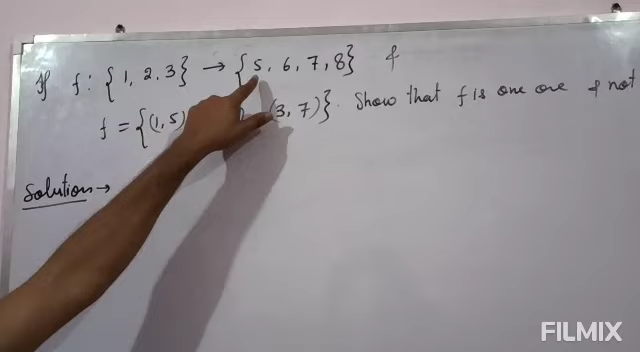 If f : { 1, 2, 3 } → { 5, 6, 7, 8 } &
f = { (1, 5) (3, 7) } . Show that f is one one & not
Solution →
FILMIX